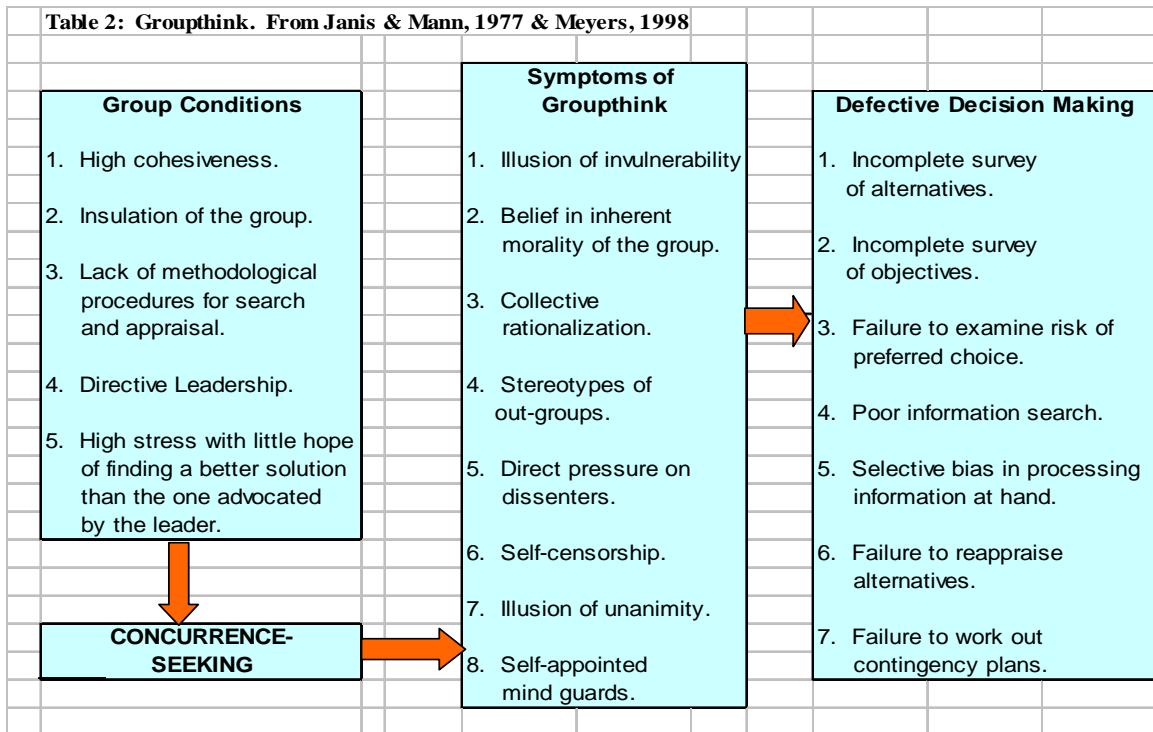 Table 2: Groupthink. From Janis & Mann, 1977 & Meyers, 1998
Group Conditions
1. High cohesiveness.
2. Insulation of the group.
3. Lack of methodological
procedures for search
and appraisal.
4. Directive Leadership.
5. High stress with little hope
of finding a better solution
than the one advocated
by the leader.
CONCURRENCE-
SEEKING
Symptoms of
Groupthink
1. Illusion of invulnerability
2. Belief in inherent
morality of the group.
3. Collective
rationalization.
4. Stereotypes of
out-groups.
5. Direct pressure on
dissenters.
6. Self-censorship.
7. Illusion of unanimity.
8. Self-appointed
mind guards.
Defective Decision Making
1. Incomplete survey
of alternatives.
2. Incomplete survey
of objectives.
3. Failure to examine risk of
preferred choice.
4. Poor information search.
5. Selective bias in processing
information at hand.
6. Failure to reappraise
alternatives.
7. Failure to work out
contingency plans.